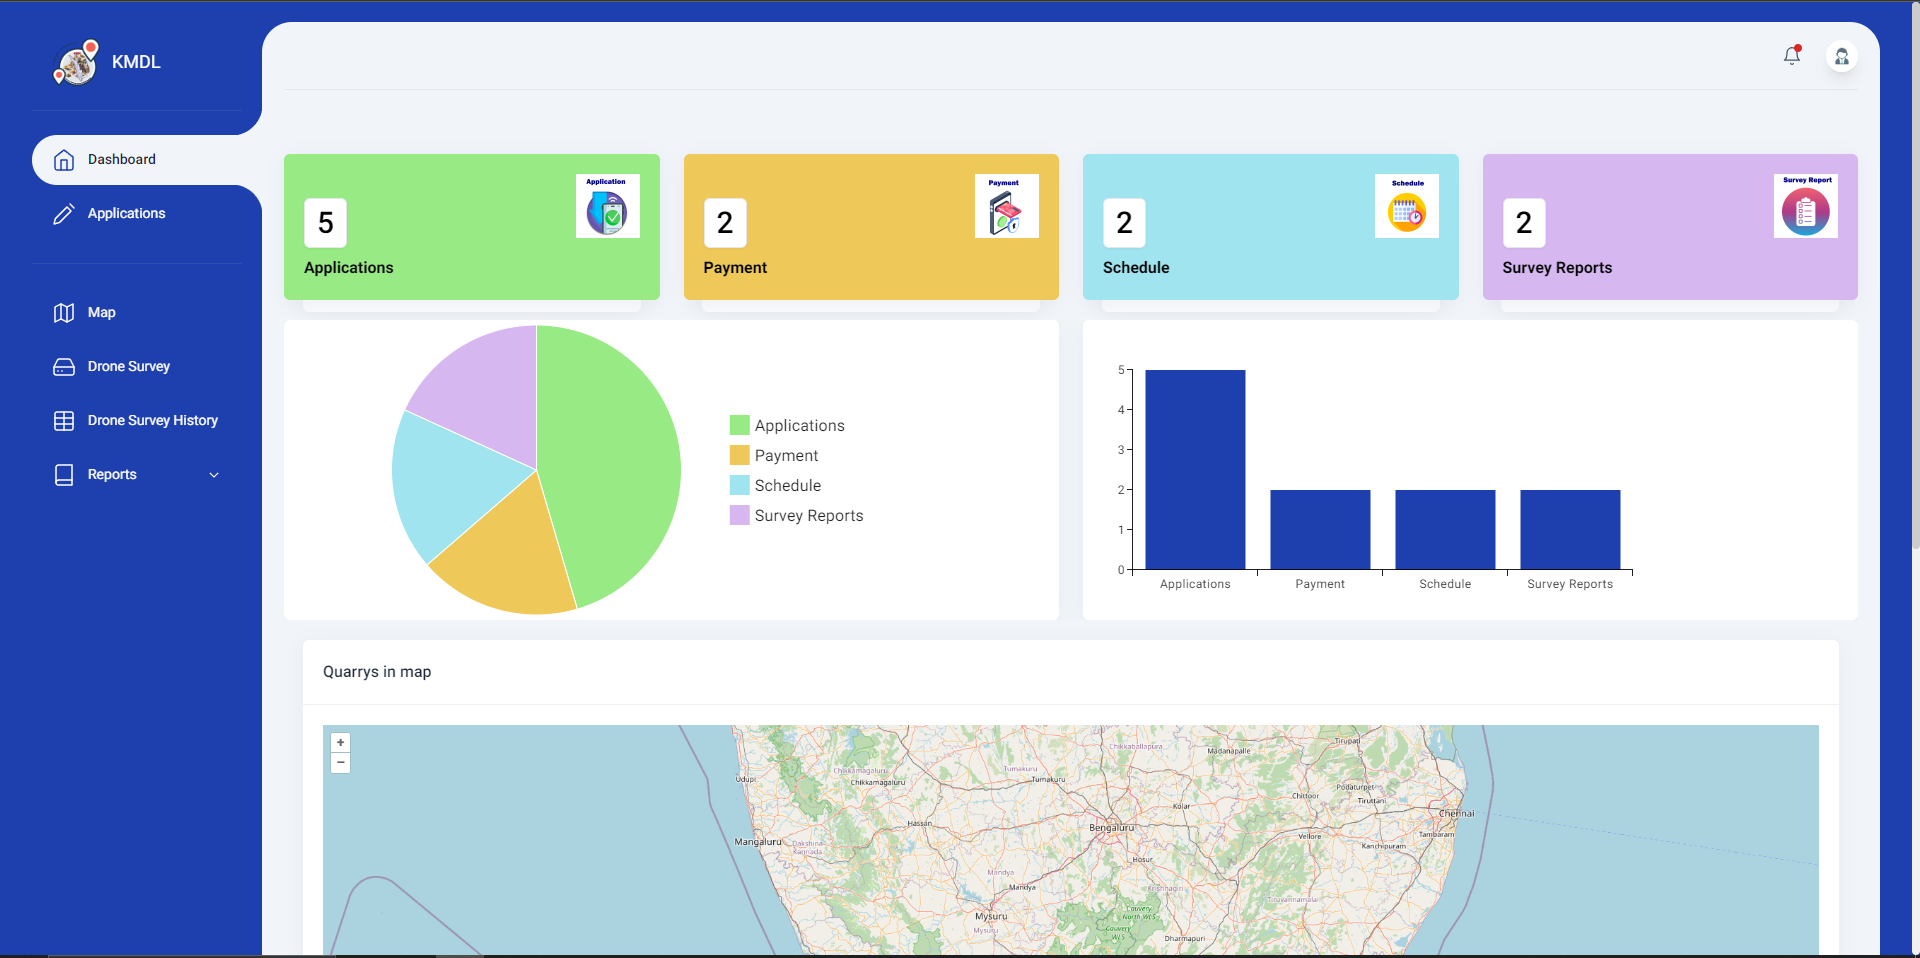 KMDL
Dashboard
Applications
Map
Drone Survey
Drone Survey History
Reports
5
Applications
Application
2
Payment
Payment
2
Schedule
Schedule
2
Survey Reports
Survey Report
Applications
Payment
Schedule
Survey Reports
5
4
3
2
1
0
Applications
Payment
Schedule
Survey Reports
Quarrys in map
+
−
Chikkaballapura
Madanapalle
Tirupati
Udupi
Chikkamagaluru
Chikkamagaluru
Tumakuru
Tumakuru
Kolar
Chittoor
Tiruttani
Chennai
Hassan
Bengaluru
Vellore
Tambaram
Mangaluru
Dakshina
Kannada
Kanchipuram
Hosur
Mandya
Mandya
Krishnagiri
Tiruvannamalai
Mysuru
Mysuru
Cauvery
North WLS
Cauvery
WLS
Dharmapuri